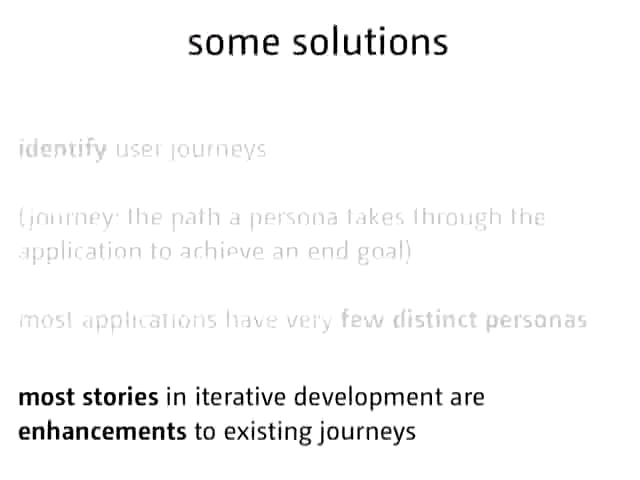 some solutions
identify user journeys
(journey: the path a persona takes through the
application to achieve an end goal)
most applications have very few distinct personas
most stories in iterative development are
enhancements to existing journeys